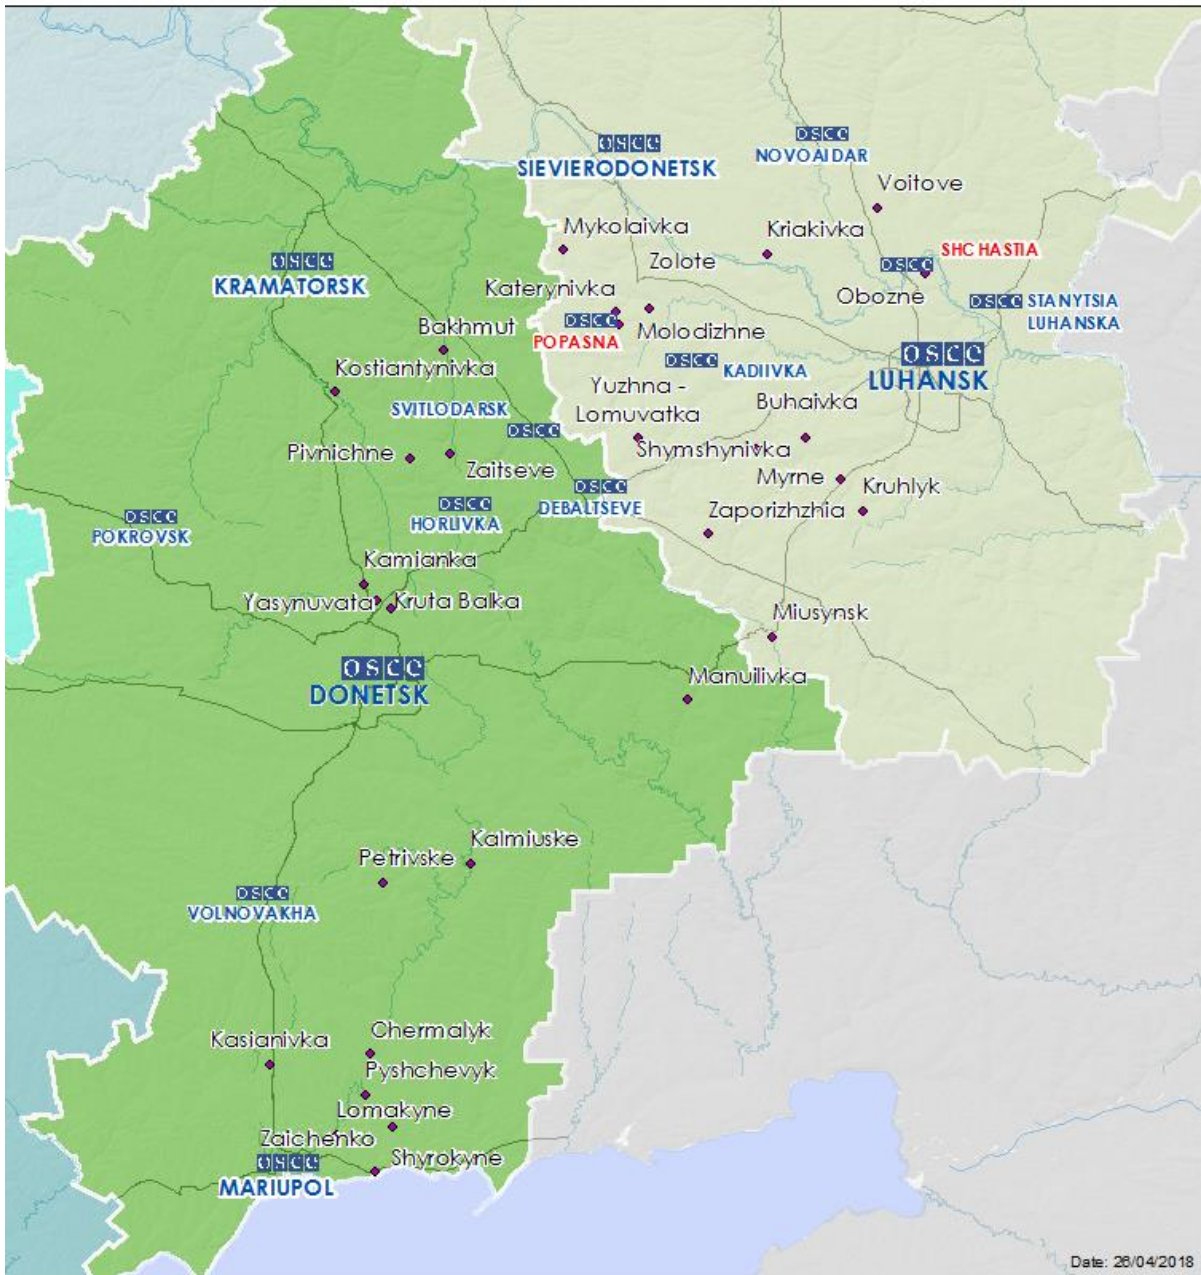 OSCE
NOVOAIDAR
OSCE
SIEVIERODONETSK
Voitove
Mykolaivka
Kriakivka
Zolote
SHCHASTIA
OSCE
OSCE
KRAMATORSK
Katerynivka
Obozne
OSCE
STANYTSIA
LUHANSKA
OSCE
POPASNA
Molodizhne
Bakhmut
OSCE
LUHANSK
OSCE
KADIIVKA
Kostiantynivka
Yuzhna -
Lomuvatka
SVITLODARSK
OSCE
Buhaivka
Shymshynivka
Pivnichne
Zaitseve
Myrne
Kruhlyk
OSCE
DEBALTSEVE
OSCE
HORLIVKA
Zaporizhzhia
OSCE
POKROVSK
Kamianka
Yasynuvata
Kruta Balka
Miusynsk
OSCE
DONETSK
Manuilivka
Kalmiuske
Petrivske
OSCE
VOLNOVAKHA
Kasianivka
Chermalyk
Pyshchevyk
Lomakyne
Zaichenko
Shyrokyne
OSCE
MARIUPOL
Date: 26/04/2018